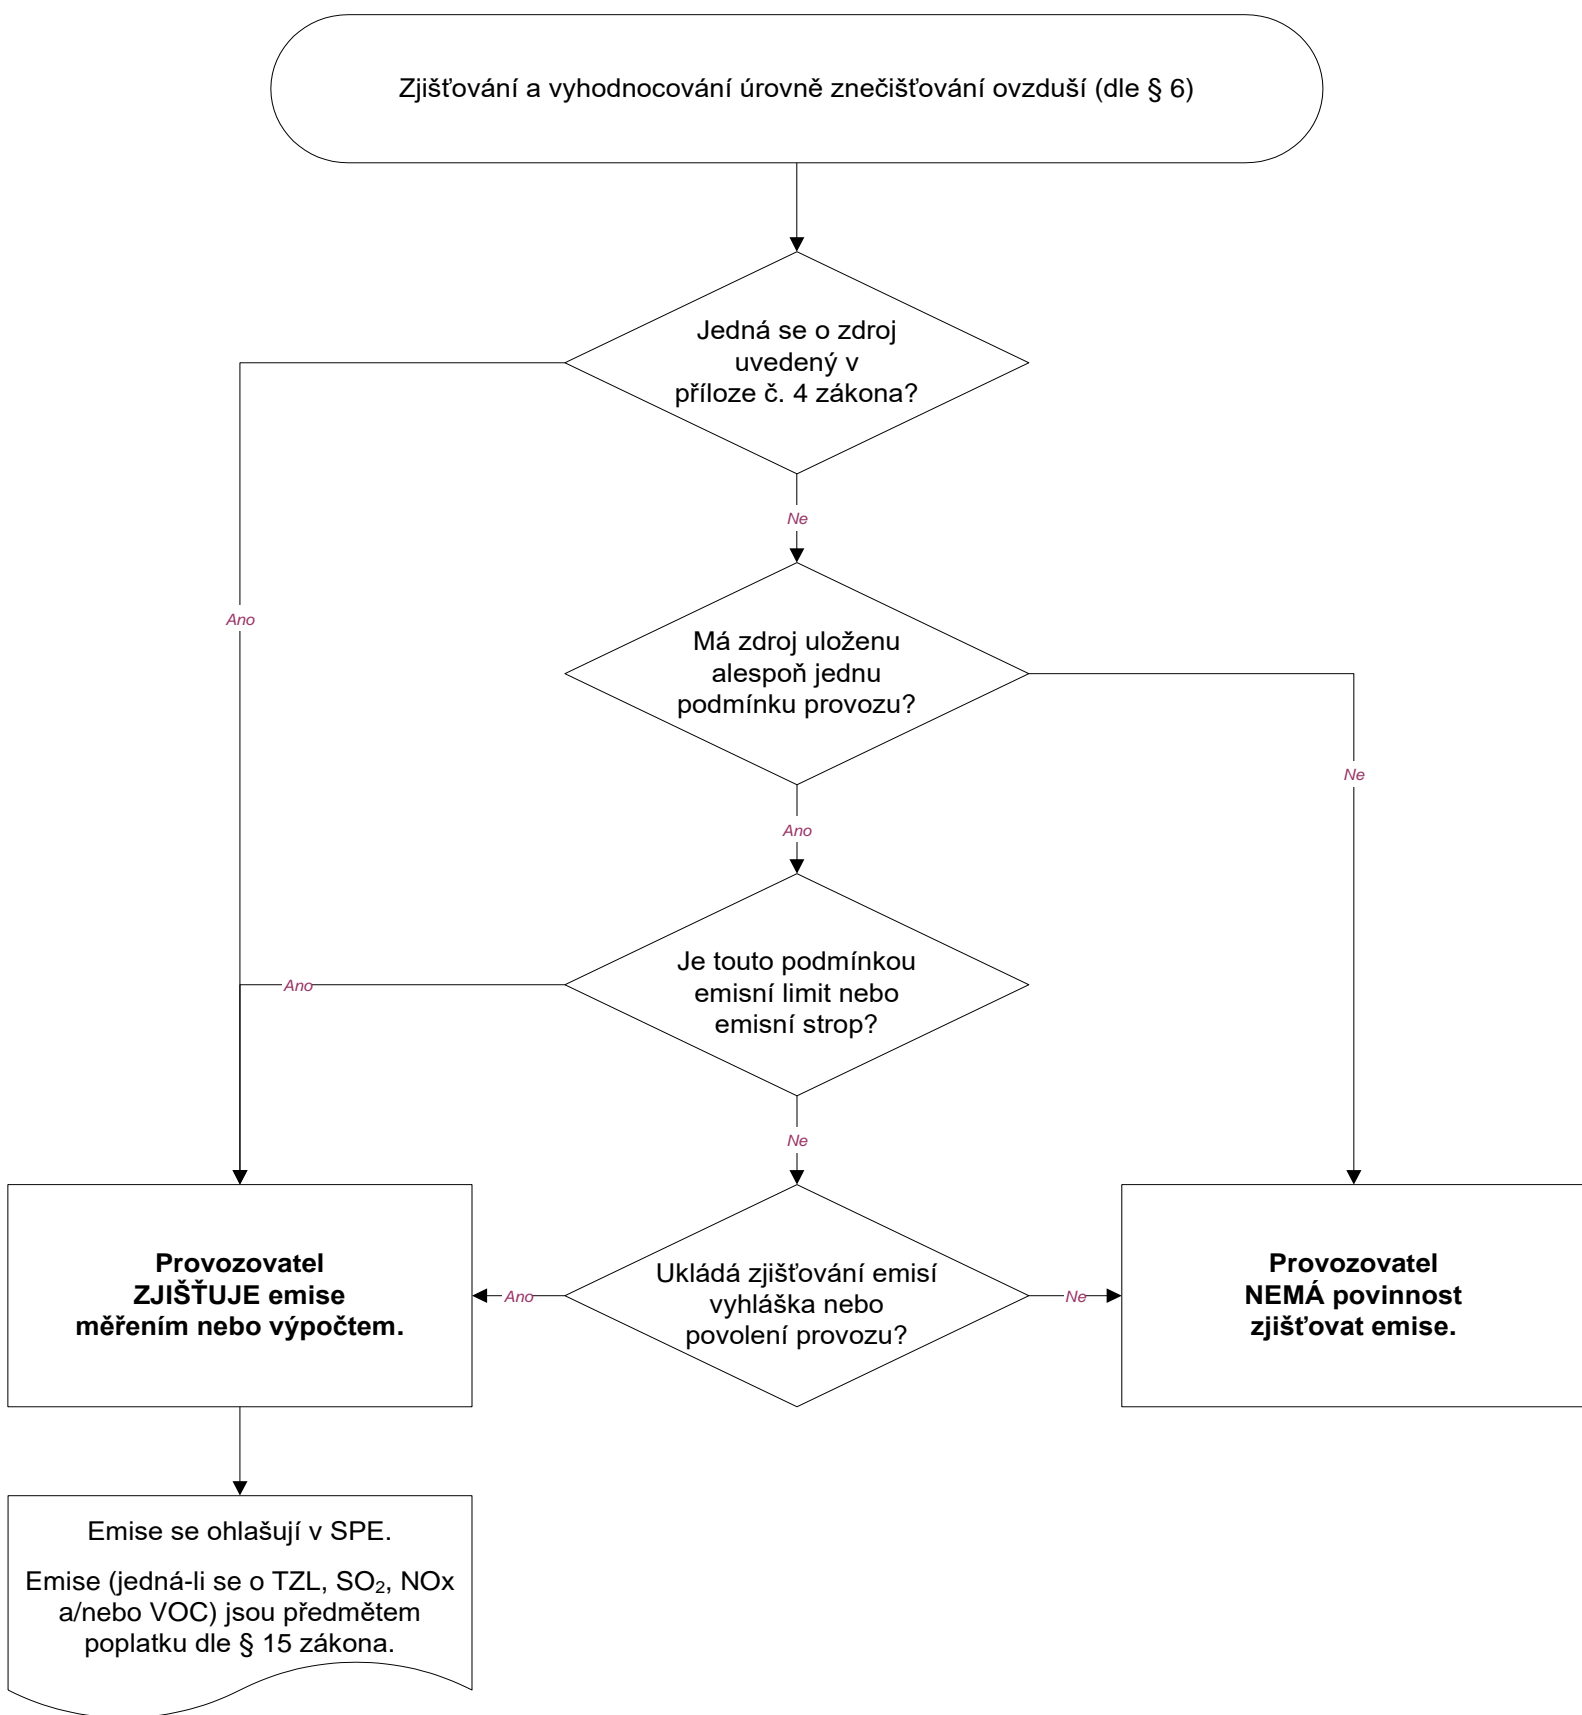 Zjišťování a vyhodnocování úrovně znečišťování ovzduší (dle § 6)
Jedná se o zdroj
uvedený v
příloze č. 4 zákona?
Ne
Ano
Má zdroj uloženu
alespoň jednu
podmínku provozu?
Ne
Ano
Je touto podmínkou
emisní limit nebo
emisní strop?
Ano
Ne
Provozovatel
ZJIŠŤUJE emise
měřením nebo výpočtem.
Ano
Ukládá zjišťování emisí
vyhláška nebo
povolení provozu?
Ne
Provozovatel
NEMÁ povinnost
zjišťovat emise.
Emise se ohlašují v SPE.
Emise (jedná-li se o TZL, SO₂, NOx
a/nebo VOC) jsou předmětem
poplatku dle § 15 zákona.